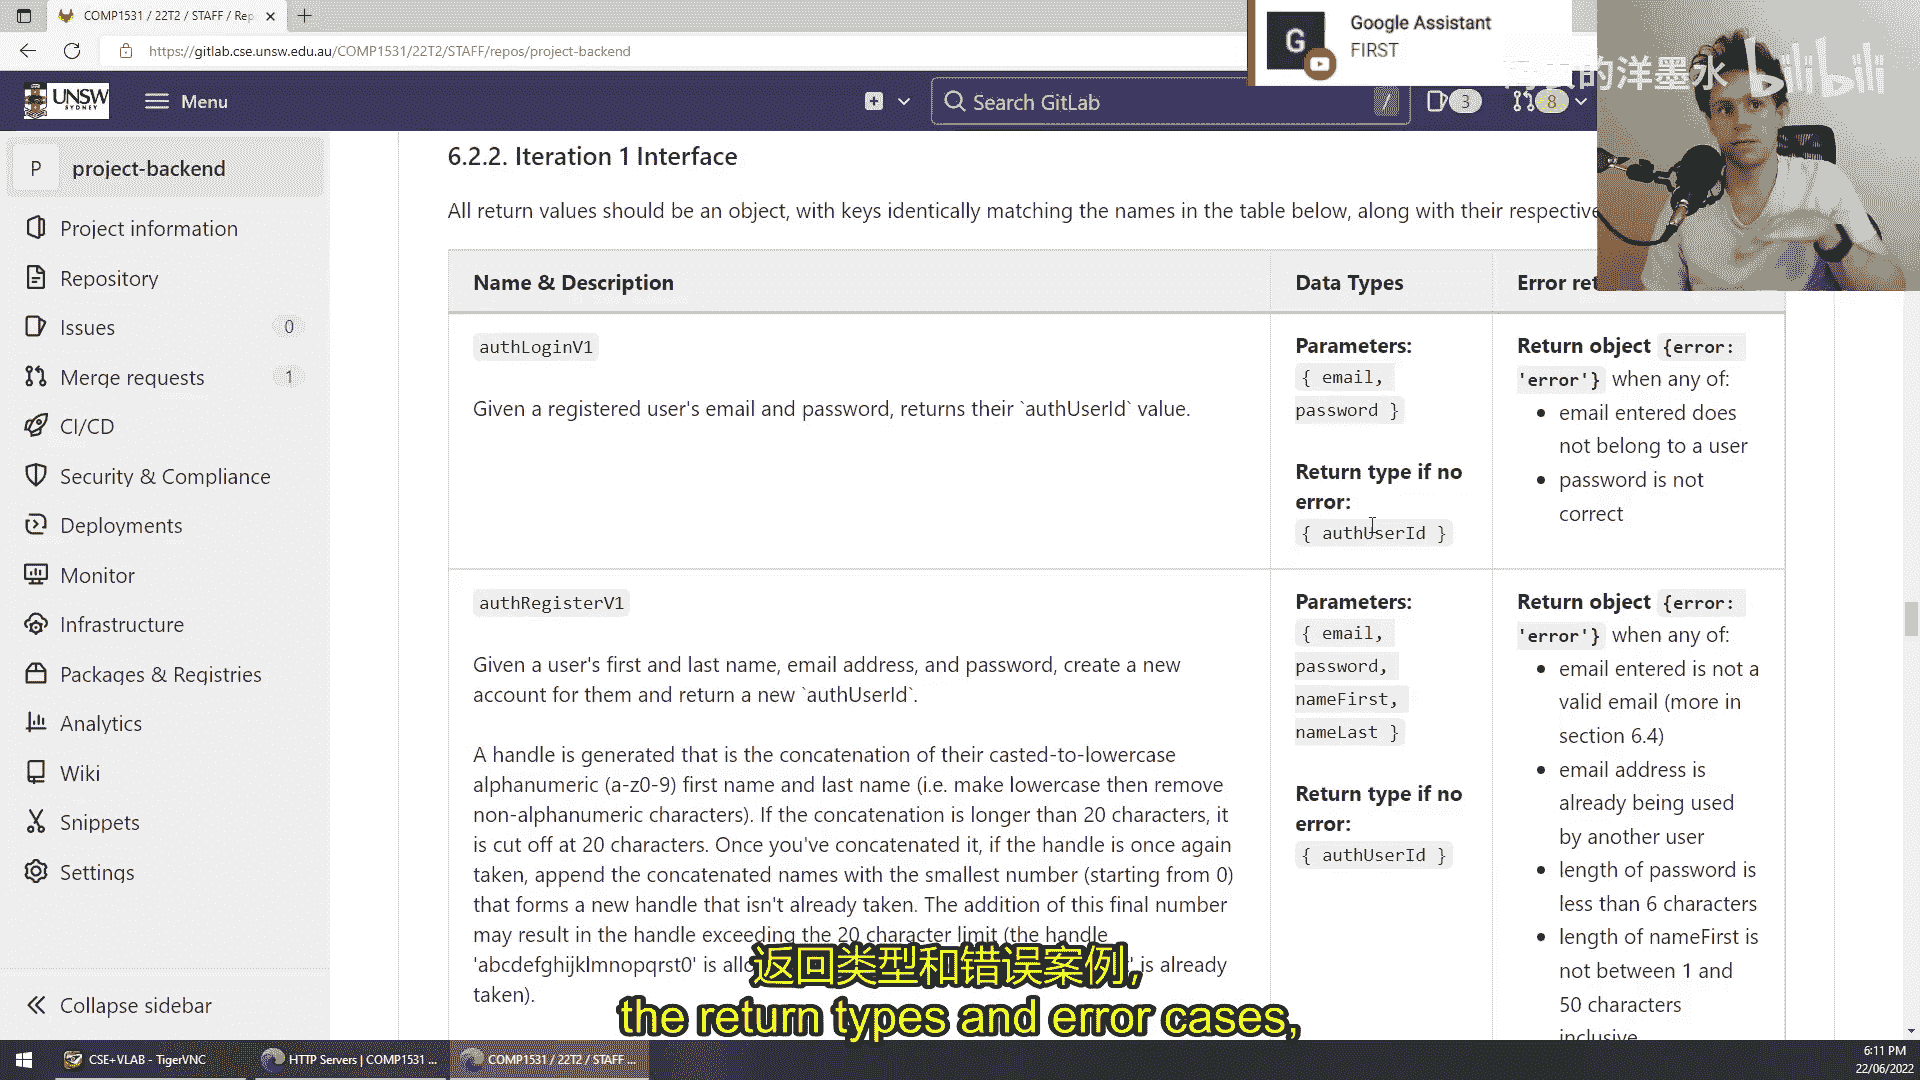 COMP1531 / 22T2 / STAFF / Rep
https://gitlab.cse.unsw.edu.au/COMP1531/22T2/STAFF/repos/project-backend
G
Google Assistant
FIRST
的洋墨水 bilibili
UNSW
SYDNEY
Menu
Search GitLab
/
3
8
P
project-backend
Project information
Repository
Issues
0
Merge requests
1
CI/CD
Security & Compliance
Deployments
Monitor
Infrastructure
Packages & Registries
Analytics
Wiki
Snippets
Settings
Collapse sidebar
6.2.2. Iteration 1 Interface
All return values should be an object, with keys identically matching the names in the table below, along with their respective
Name & Description
Data Types
Error ret
authLoginV1
Given a registered user's email and password, returns their `authUserId` value.
Parameters:
{ email,
password }
Return type if no
error:
{ authUserId }
Return object {error:
'error'} when any of:
email entered does
not belong to a user
password is not
correct
authRegisterV1
Given a user's first and last name, email address, and password, create a new
account for them and return a new `authUserId`.
A handle is generated that is the concatenation of their casted-to-lowercase
alphanumeric (a-z0-9) first name and last name (i.e. make lowercase then remove
non-alphanumeric characters). If the concatenation is longer than 20 characters, it
is cut off at 20 characters. Once you've concatenated it, if the handle is once again
taken, append the concatenated names with the smallest number (starting from 0)
that forms a new handle that isn't already taken. The addition of this final number
may result in the handle exceeding the 20 character limit (the handle
'abcdefghijklmnopqrst0' is allo ' is already
taken).
Parameters:
{ email,
password,
nameFirst,
nameLast }
Return type if no
error:
{ authUserId }
Return object {error:
'error'} when any of:
email entered is not a
valid email (more in
section 6.4)
email address is
already being used
by another user
length of password is
less than 6 characters
length of nameFirst is
not between 1 and
50 characters
inclusive
返回类型和错误案例,
the return types and error cases,
CSE+VLAB - TigerVNC
HTTP Servers | COMP1531 ...
COMP1531 / 22T2 / STAFF ...
6:11 PM
22/06/2022